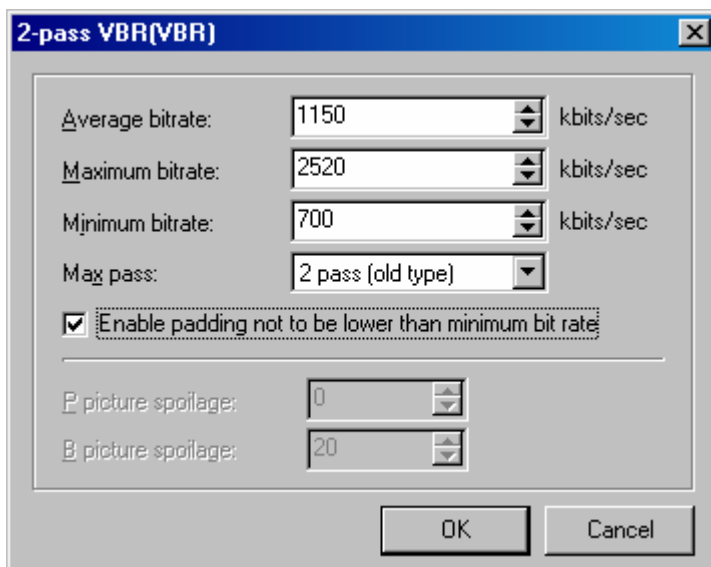 2-pass VBR(VBR)
Average bitrate: 1150 kbits/sec
Maximum bitrate: 2520 kbits/sec
Minimum bitrate: 700 kbits/sec
Max pass: 2 pass (old type)
Enable padding not to be lower than minimum bit rate
P picture spoilage: 0
B picture spoilage: 20
OK Cancel